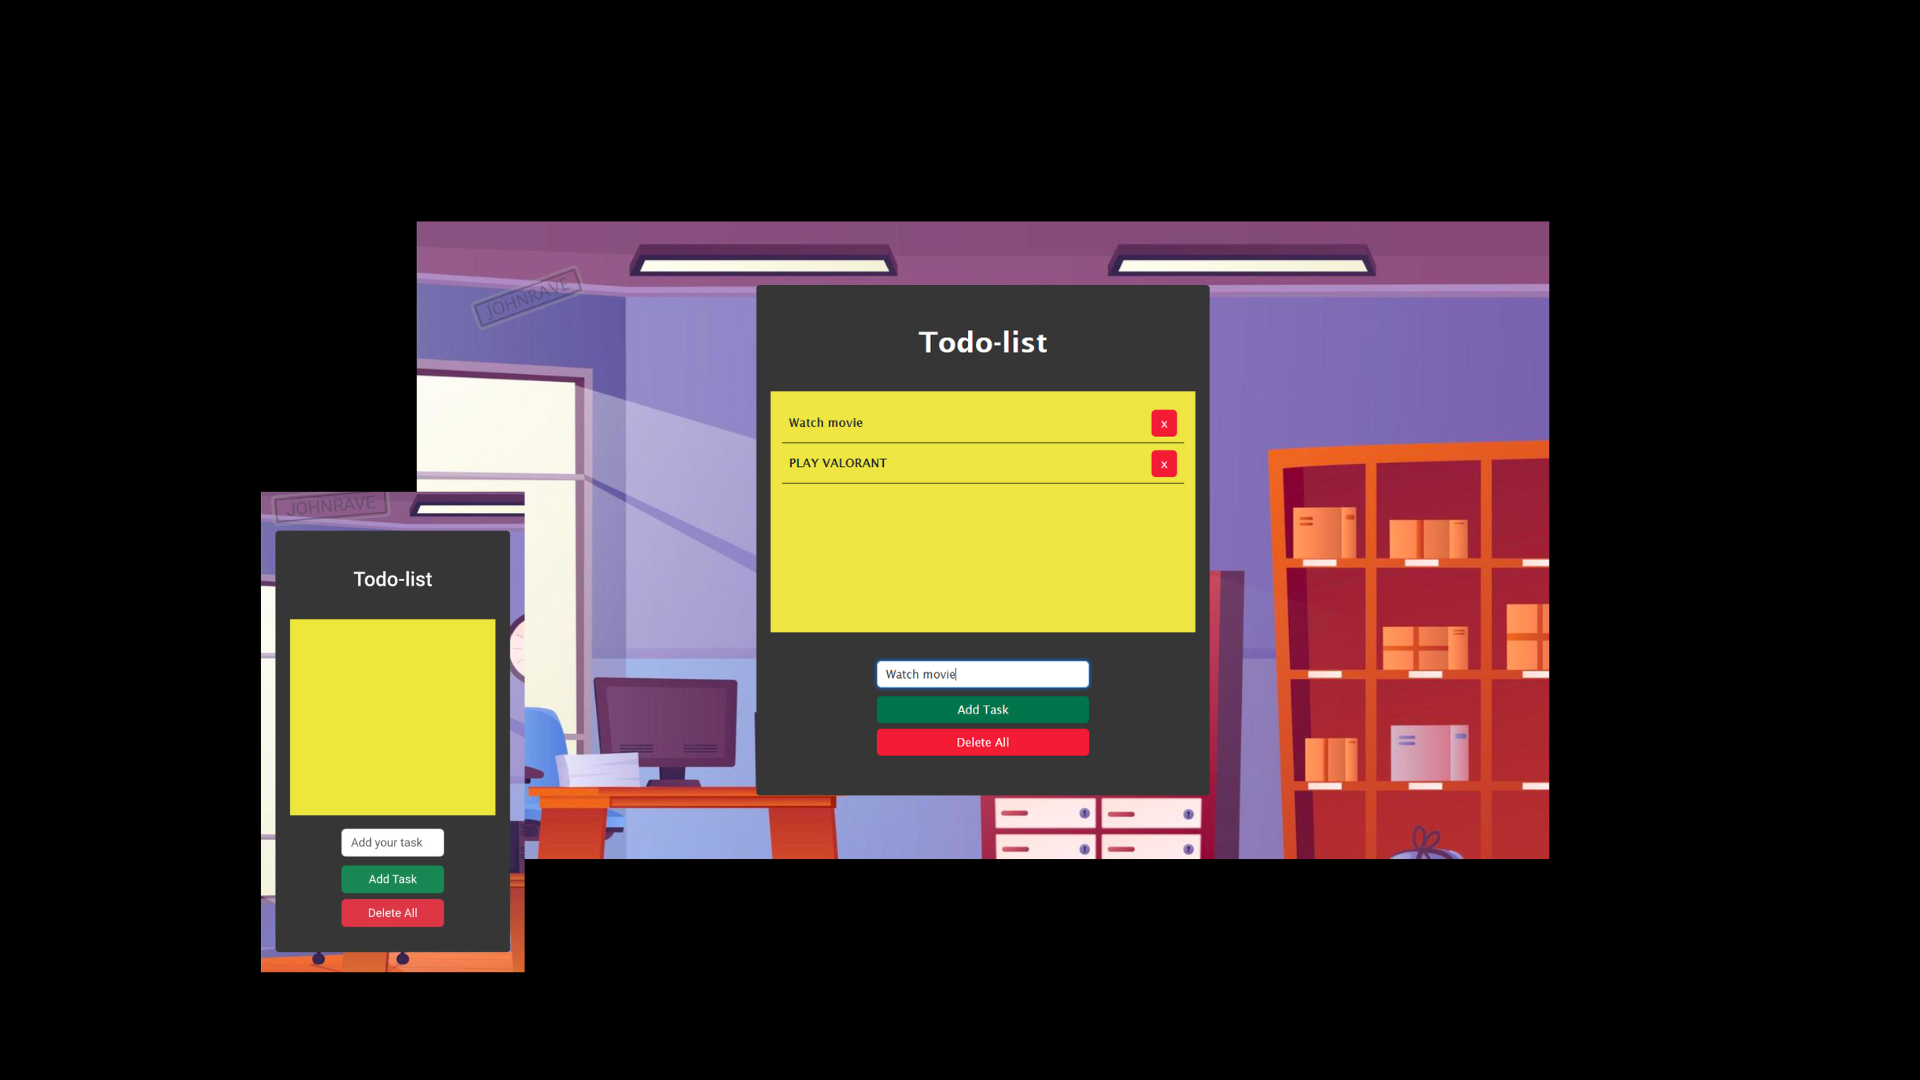 JOHNRAVE
Todo-list
Watch movie
x
PLAY VALORANT
x
Watch movie
Add Task
Delete All
JOHNRAVE
Todo-list
Add your task
Add Task
Delete All